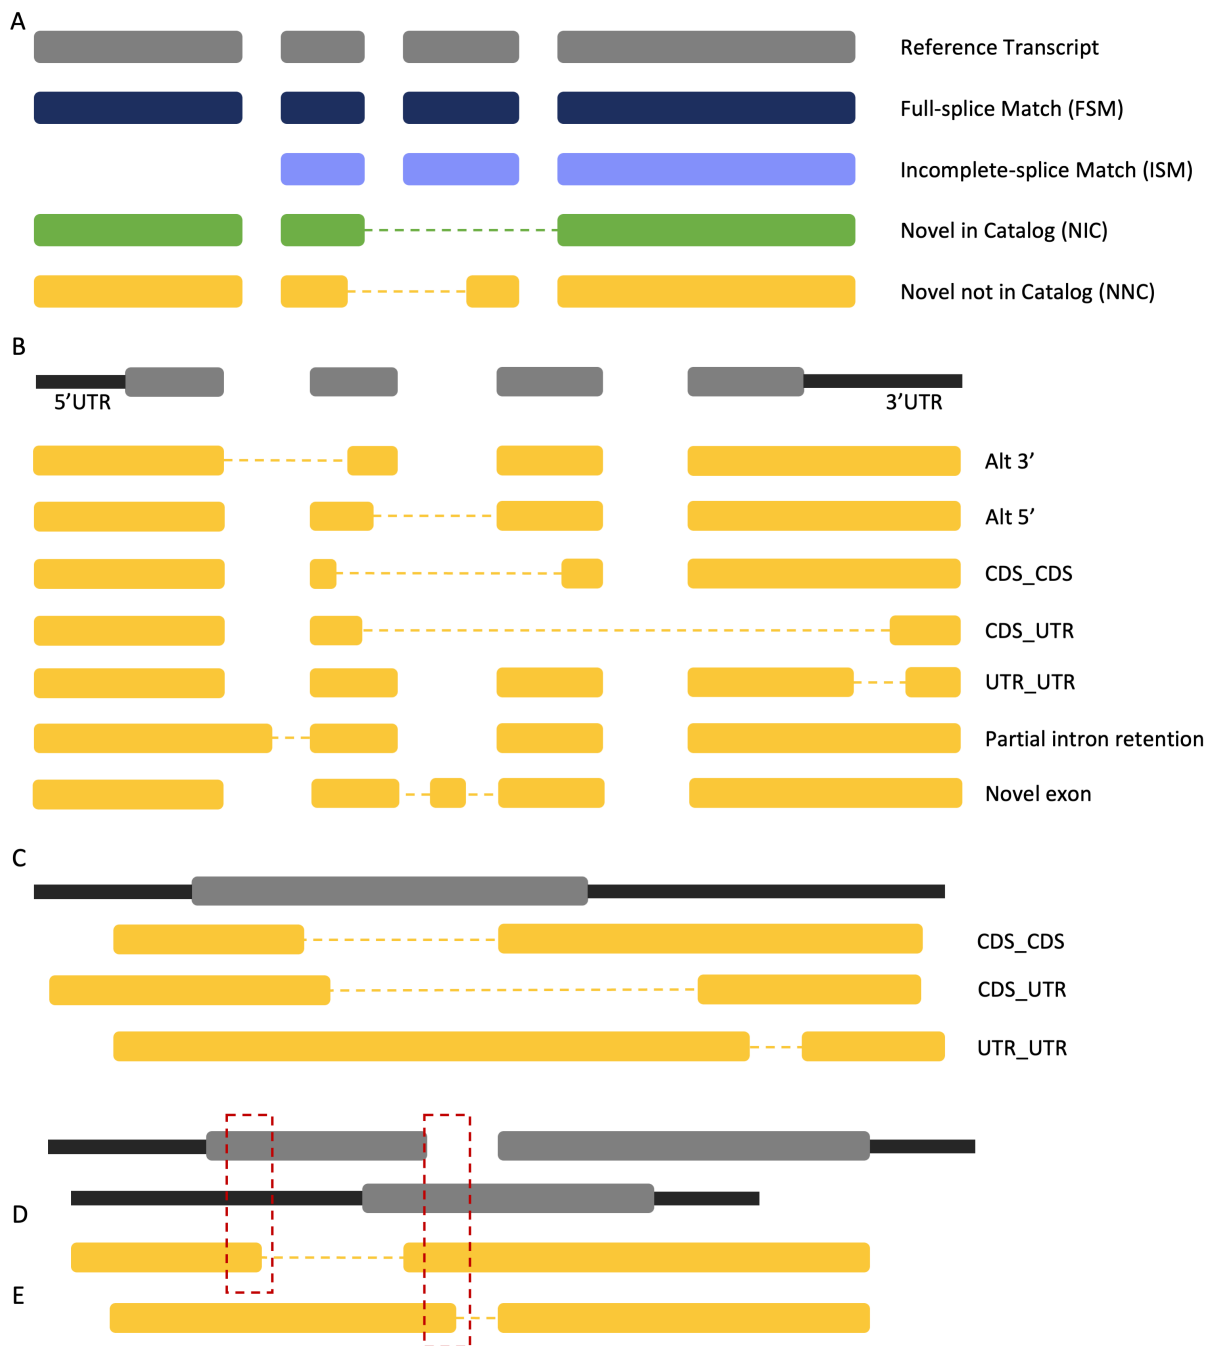 A
Reference Transcript
Full-splice Match (FSM)
Incomplete-splice Match (ISM)
Novel in Catalog (NIC)
Novel not in Catalog (NNC)
B
5’UTR
3’UTR
Alt 3’
Alt 5’
CDS_CDS
CDS_UTR
UTR_UTR
Partial intron retention
Novel exon
C
CDS_CDS
CDS_UTR
UTR_UTR
D
E